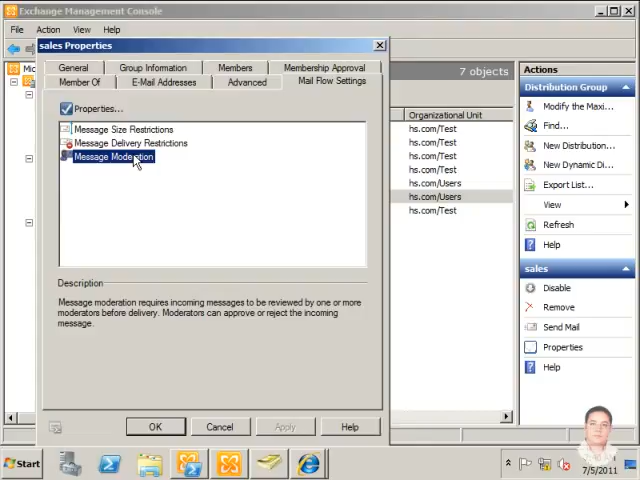 Exchange Management Console
File Action View Help
sales Properties
General Group Information Members Membership Approval
Member Of E-Mail Addresses Advanced Mail Flow Settings
Properties...
Message Size Restrictions
Message Delivery Restrictions
Message Moderation
Description
Message moderation requires incoming messages to be reviewed by one or more
moderators before delivery. Moderators can approve or reject the incoming
message.
OK Cancel Apply Help
7 objects
Organizational Unit
hs.com/Test
hs.com/Test
hs.com/Test
hs.com/Test
hs.com/Users
hs.com/Users
hs.com/Test
Actions
Distribution Group
Modify the Maxi...
Find...
New Distribution...
New Dynamic Di...
Export List...
View
Refresh
Help
sales
Disable
Remove
Send Mail
Properties
Help
Start
7/5/2011